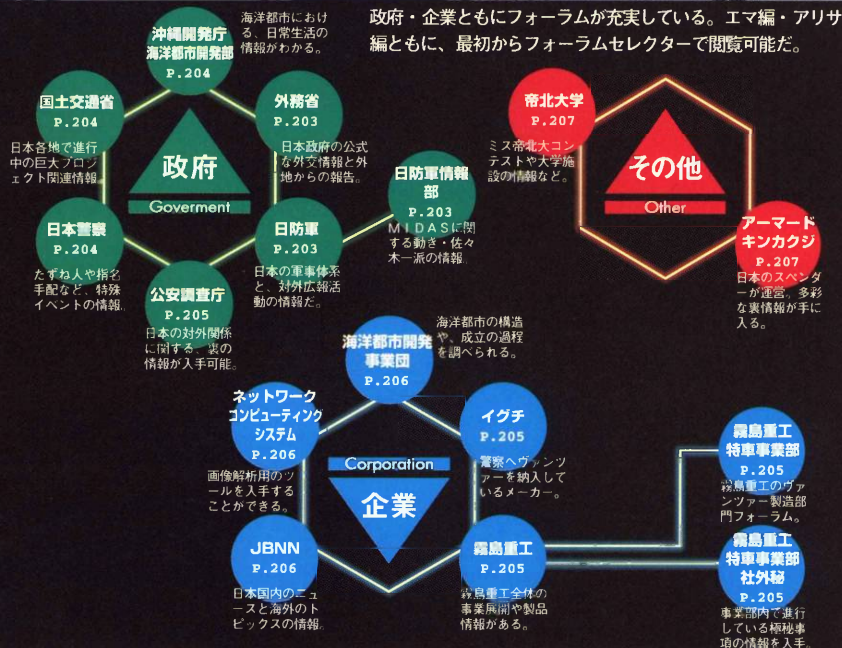 政府・企業ともにフォーラムが充実している。エマ編・アリサ
編ともに、最初からフォーラムセレクターで閲覧可能だ。
沖縄開発庁
海洋都市開発部
P.204
海洋都市におけ
る、日常生活の
情報がわかる。
国土交通省
P.204
日本各地で進行
中の巨大プロジ
ェクト関連情報。
外務省
P.203
日本政府の公式
な外交情報と外
地からの報告。
政府
Goverment
日防軍情報
部
P.203
MIDASに関
する動き・佐々
木一派の情報。
日本警察
P.204
たずね人や指名
手配など、特殊
イベントの情報。
日防軍
P.203
日本の軍事体系
と、対外広報活
動の情報だ。
公安調査庁
P.205
日本の対外関係
に関する、裏の
情報が入手可能。
帝北大学
P.207
ミス帝北大コン
テストや大学施
設の情報など。
その他
Other
アーマード
キンカクジ
P.207
日本のスペンダ
ーが運営。多彩
な裏情報が手に
入る。
海洋都市開発
事業団
P.206
海洋都市の構造
や、成立の過程
を調べられる。
ネットワーク
コンピューティング
システム
P.206
画像解析用のツ
ールを入手する
ことができる。
イグチ
P.205
警察へヴァンツ
ァーを納入して
いるメーカー。
Corporation
企業
JBNN
P.206
日本国内のニュ
ースと海外のト
ピックスの情報。
霧島重工
P.205
霧島重工全体の
事業展開や製品
情報がある。
霧島重工
特車事業部
P.205
霧島重工のヴァ
ンツァー製造部
門フォーラム。
霧島重工
特車事業部
社外秘
P.205
事業部内で進行
している極秘事
項の情報を入手。